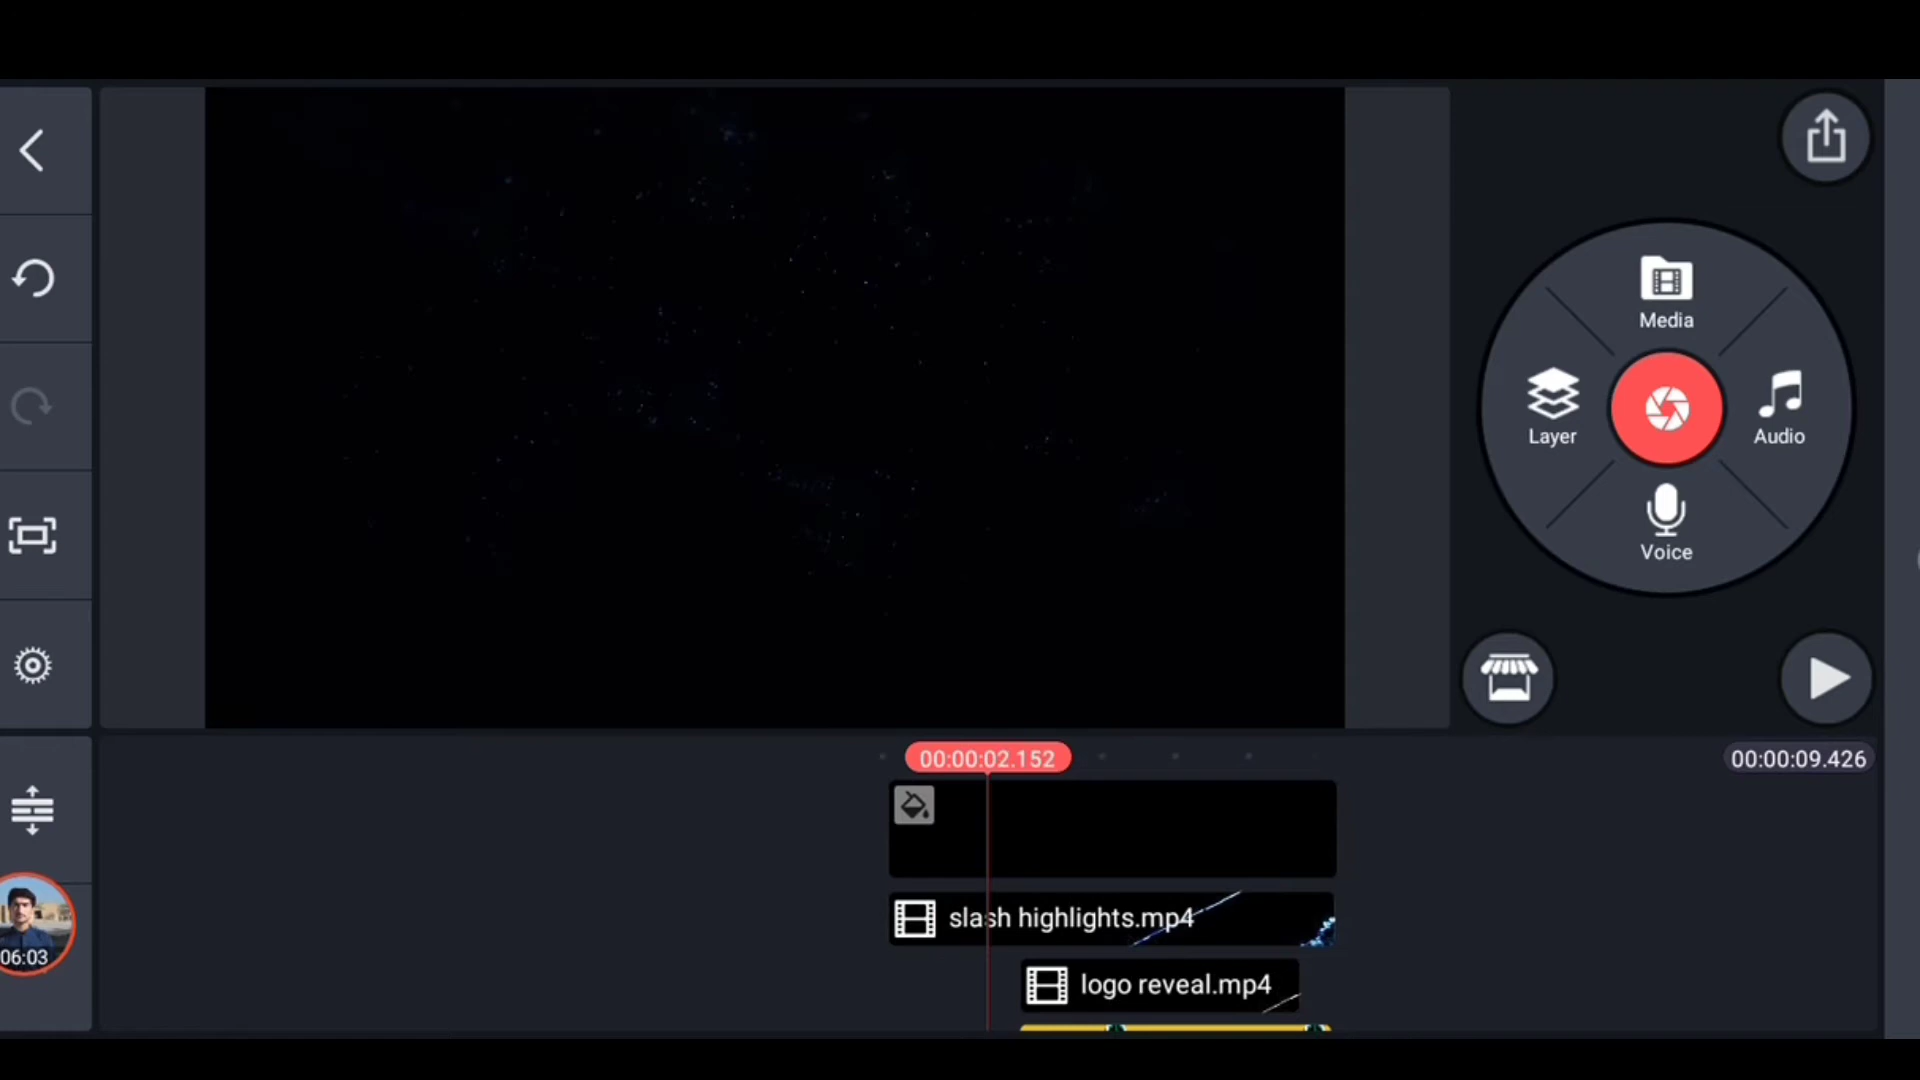 Media
Layer
Audio
Voice
00:00:02.152
00:00:09.426
slash highlights.mp4
06:03
logo reveal.mp4